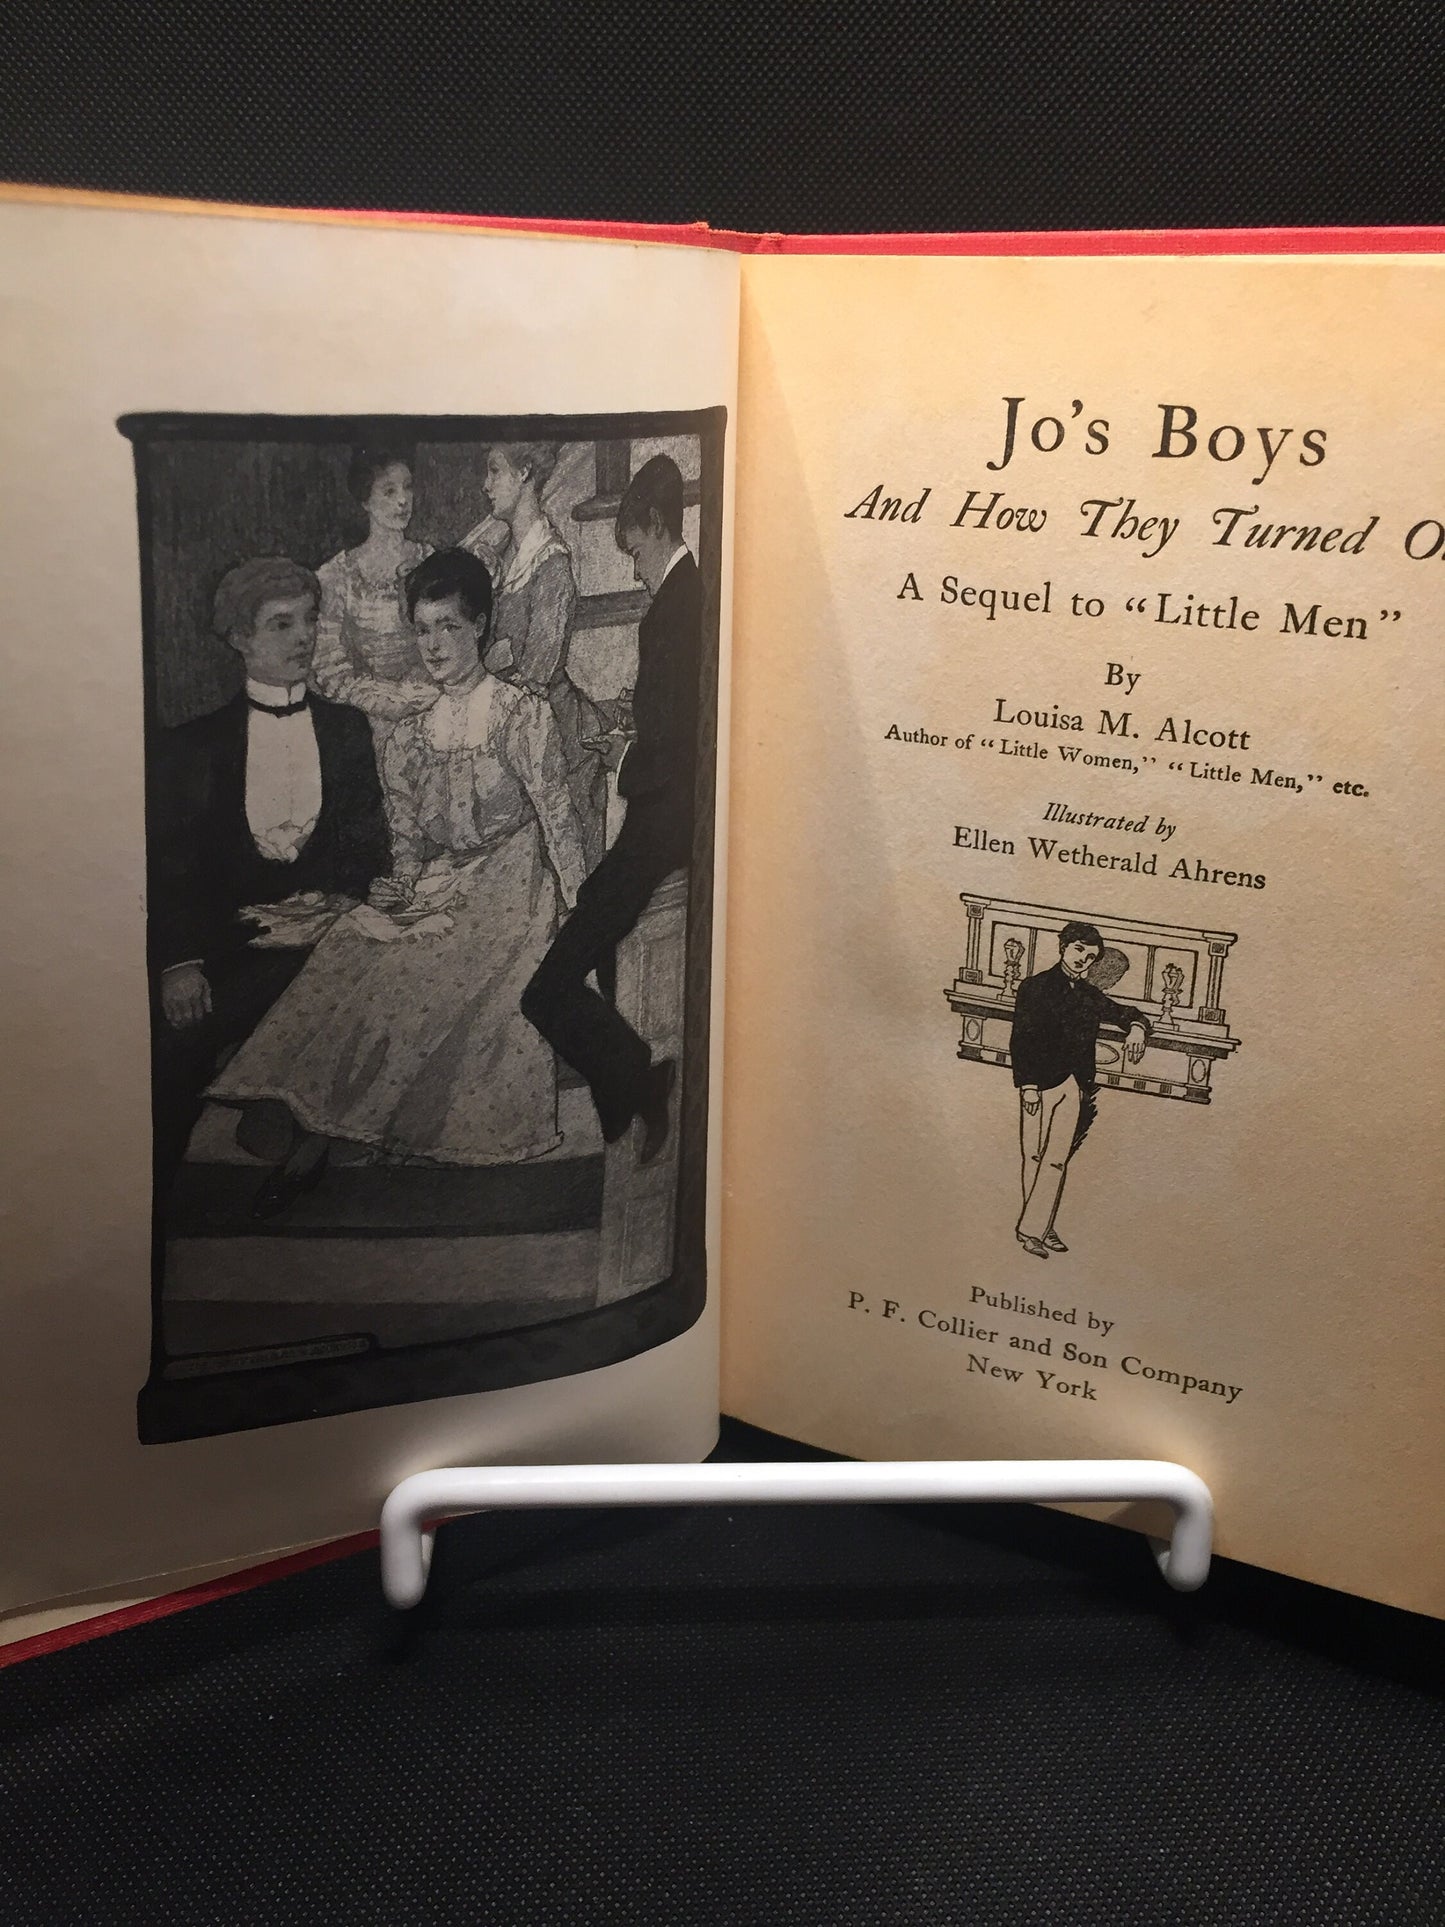 Jo's Boys
And How They Turned
A Sequel to "Little Men"
By
Louisa M. Alcott
Author of "Little Women," "Little Men," etc.
Illustrated by
Ellen Wetherald Ahrens
Published by
P. F. Collier and Son Company
New York